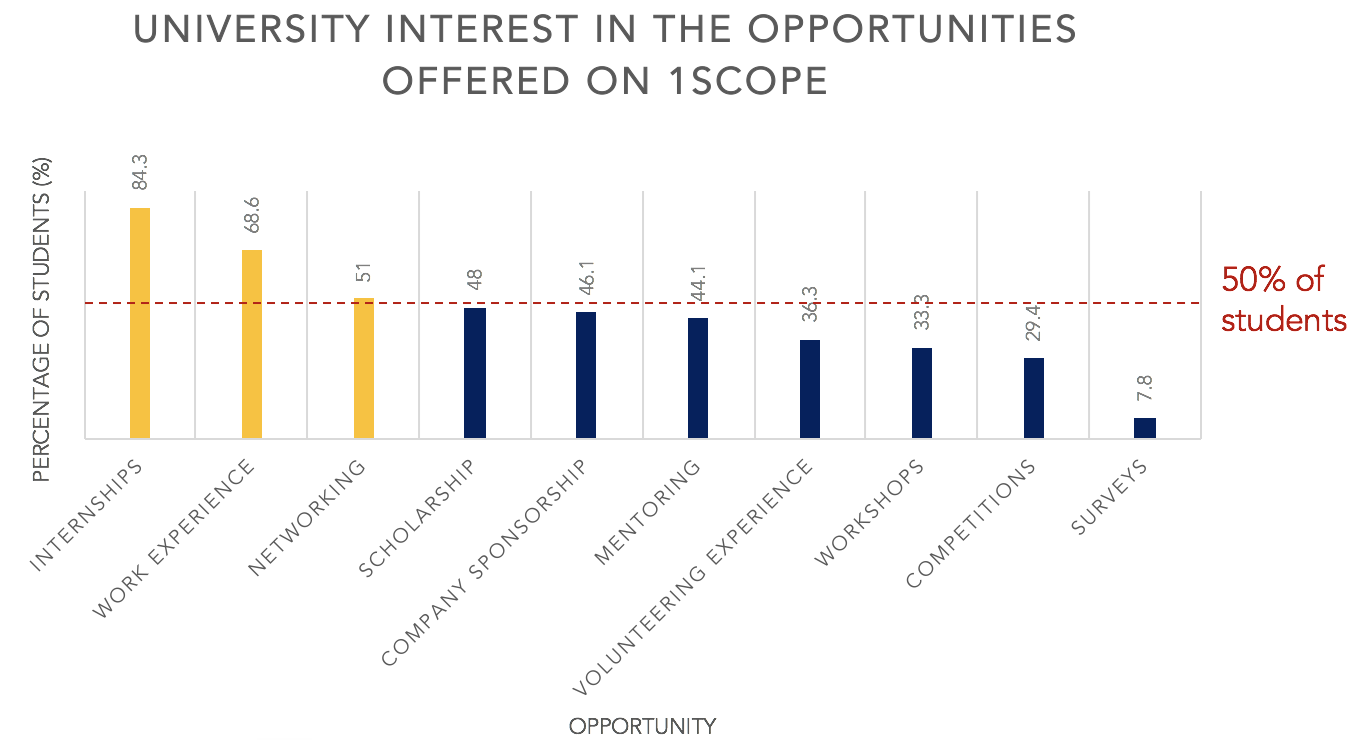 UNIVERSITY INTEREST IN THE OPPORTUNITIES
OFFERED ON 1SCOPE
PERCENTAGE OF STUDENTS (%)
84.3
68.6
51
48
46.1
44.1
36.3
33.3
29.4
7.8
50% of
students
INTERNSHIPS
WORK EXPERIENCE
NETWORKING
SCHOLARSHIP
COMPANY SPONSORSHIP
MENTORING
VOLUNTEERING EXPERIENCE
WORKSHOPS
COMPETITIONS
SURVEYS
OPPORTUNITY